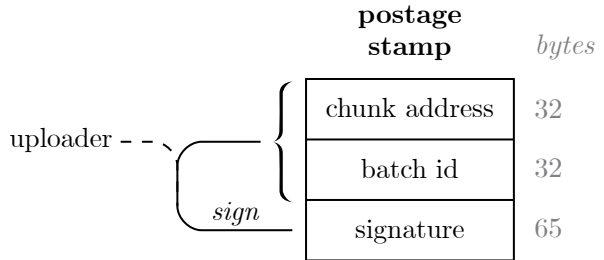 postage
stamp
bytes
chunk address 32
uploader
batch id 32
sign
signature 65